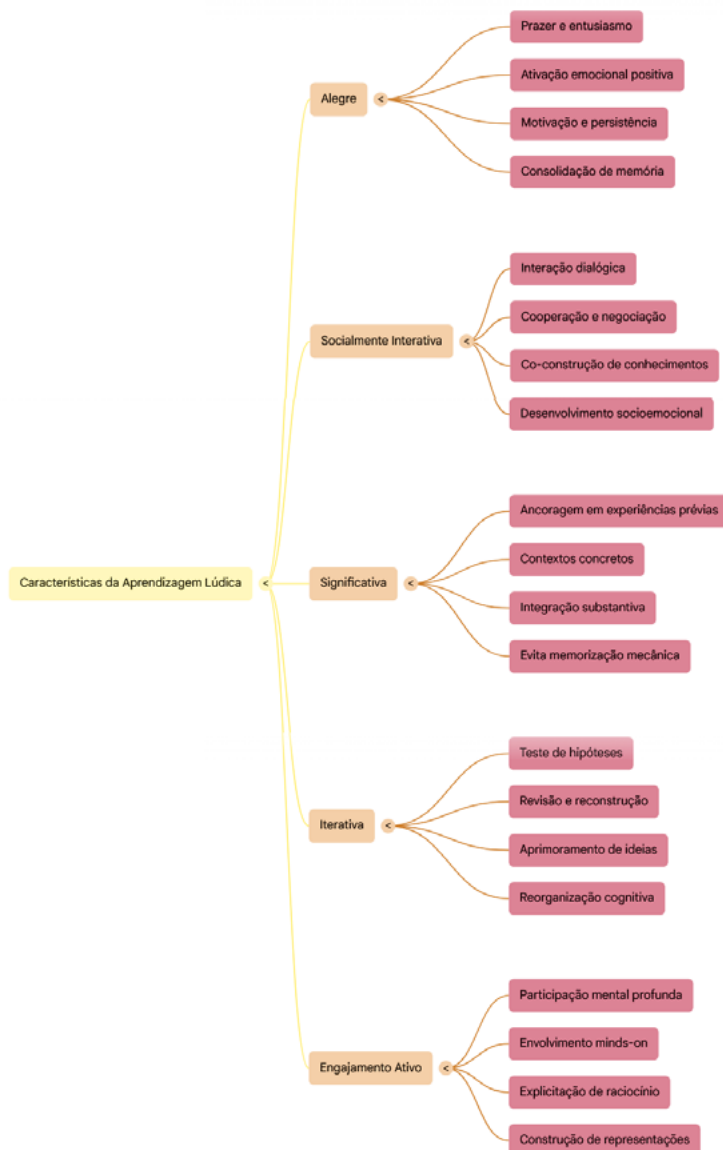 Características da Aprendizagem Lúdica
Alegre
Prazer e entusiasmo
Ativação emocional positiva
Motivação e persistência
Consolidação de memória
Socialmente Interativa
Interação dialógica
Cooperação e negociação
Co-construção de conhecimentos
Desenvolvimento socioemocional
Significativa
Ancoragem em experiências prévias
Contextos concretos
Integração substantiva
Evita memorização mecânica
Iterativa
Teste de hipóteses
Revisão e reconstrução
Aprimoramento de ideias
Reorganização cognitiva
Engajamento Ativo
Participação mental profunda
Envolvimento minds-on
Explicitação de raciocínio
Construção de representações